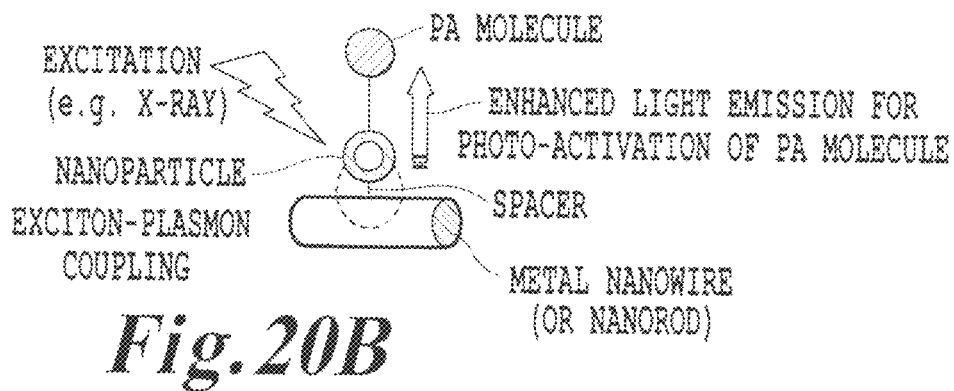 PA MOLECULE
EXCITATION
(e.g. X-RAY)
ENHANCED LIGHT EMISSION FOR
PHOTO-ACTIVATION OF PA MOLECULE
NANOPARTICLE
SPACER
EXCITON-PLASMON
COUPLING
METAL NANOWIRE
(OR NANOROD)
Fig. 20B